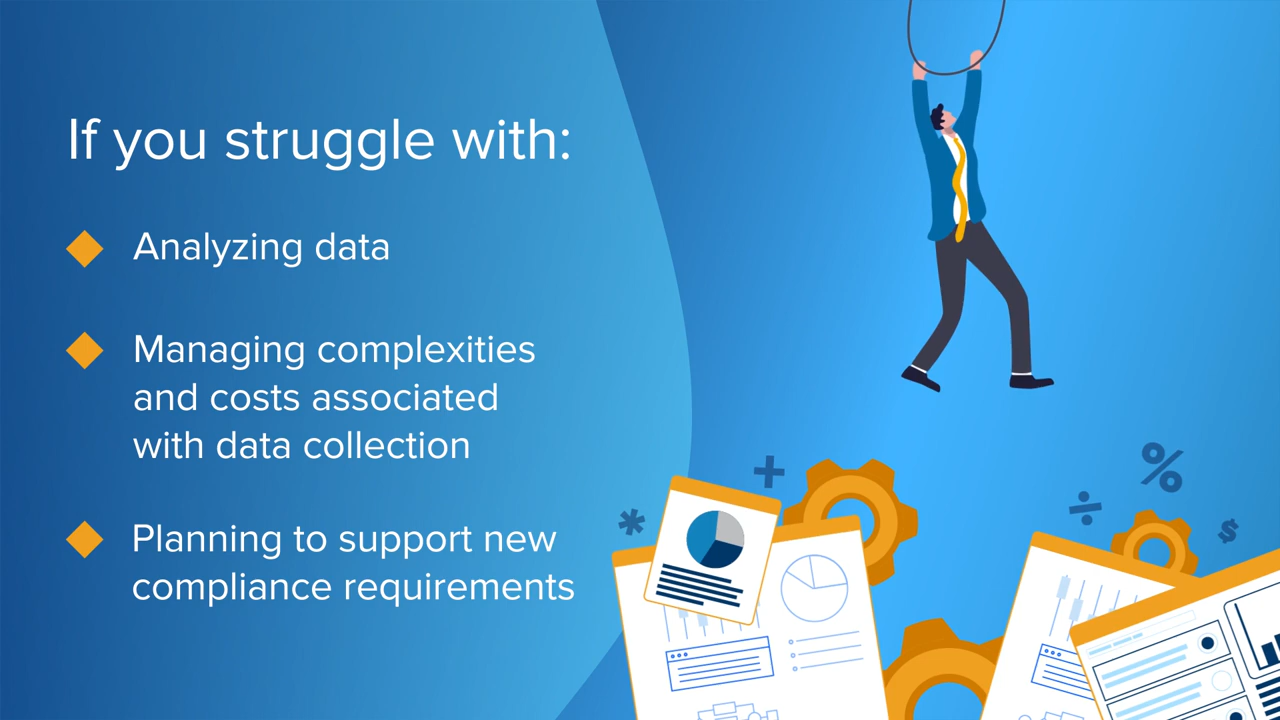 If you struggle with:
Analyzing data
Managing complexities
and costs associated
with data collection
Planning to support new
compliance requirements
+
*
%
÷
$